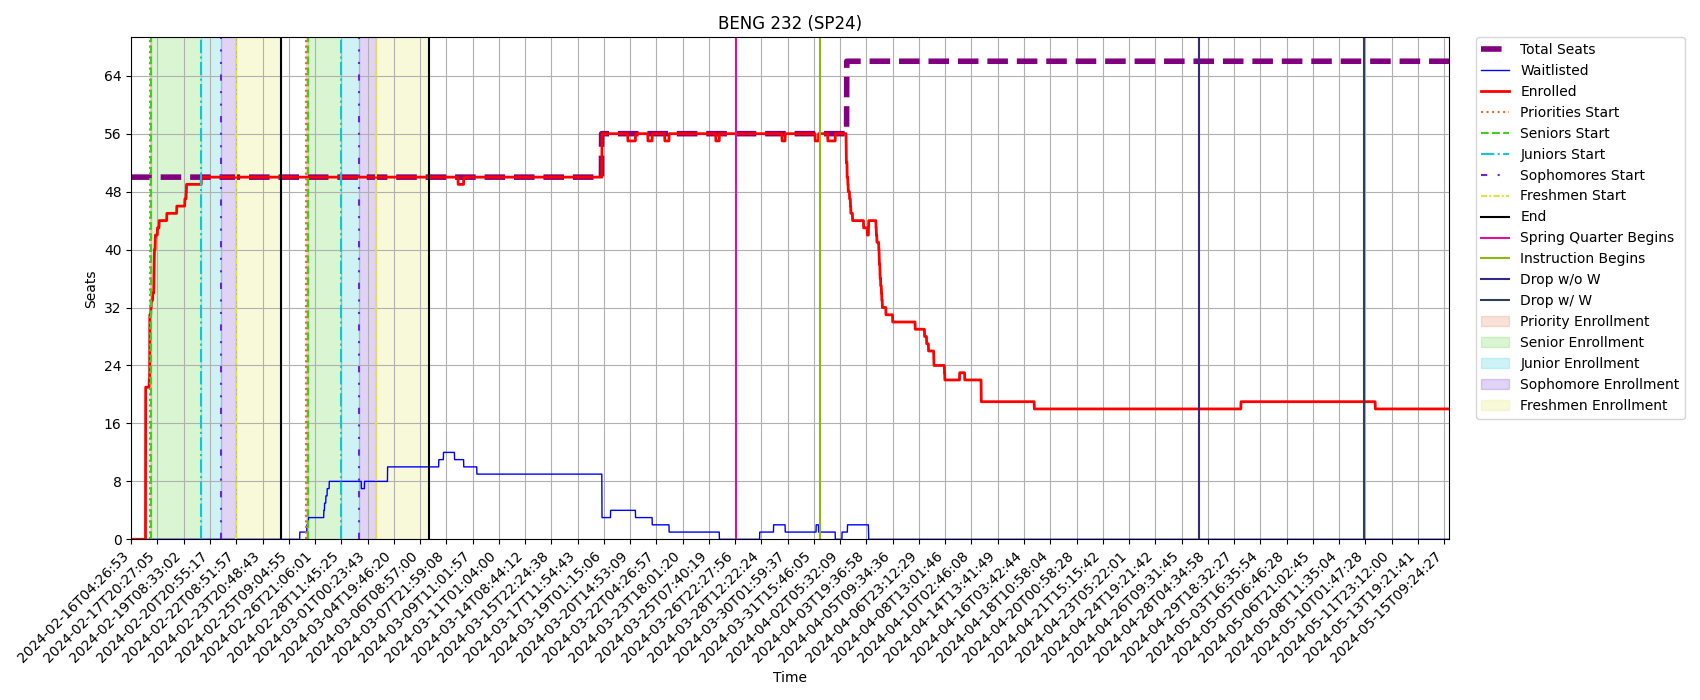 BENG 232 (SP24)
Seats
64
56
48
40
32
24
16
8
0
2024-02-16T04:26:53
2024-02-17T20:27:05
2024-02-19T08:33:02
2024-02-20T20:55:17
2024-02-22T08:51:57
2024-02-23T20:48:43
2024-02-25T09:04:55
2024-02-26T21:06:01
2024-02-28T11:45:25
2024-03-01T00:23:43
2024-03-04T19:46:20
2024-03-06T08:57:00
2024-03-07T21:59:08
2024-03-09T11:01:57
2024-03-11T01:04:00
2024-03-14T08:44:12
2024-03-15T22:24:38
2024-03-17T11:54:43
2024-03-19T01:15:06
2024-03-20T14:53:09
2024-03-22T04:26:57
2024-03-23T18:01:20
2024-03-25T07:40:19
2024-03-26T22:27:56
2024-03-28T12:22:24
2024-03-30T01:59:37
2024-03-31T15:46:05
2024-04-02T05:32:09
2024-04-03T19:36:58
2024-04-05T09:34:36
2024-04-06T23:12:29
2024-04-08T13:01:46
2024-04-10T02:46:08
2024-04-14T13:41:49
2024-04-16T03:42:44
2024-04-18T10:58:04
2024-04-20T00:58:28
2024-04-21T15:15:42
2024-04-23T05:22:01
2024-04-24T19:21:42
2024-04-26T09:31:45
2024-04-28T04:34:58
2024-04-29T18:32:27
2024-05-03T16:35:54
2024-05-05T06:46:28
2024-05-06T21:02:45
2024-05-08T11:35:04
2024-05-10T01:47:28
2024-05-11T23:12:00
2024-05-13T19:21:41
2024-05-15T09:24:27
Time
Total Seats
Waitlisted
Enrolled
Priorities Start
Seniors Start
Juniors Start
Sophomores Start
Freshmen Start
End
Spring Quarter Begins
Instruction Begins
Drop w/o W
Drop w/ W
Priority Enrollment
Senior Enrollment
Junior Enrollment
Sophomore Enrollment
Freshmen Enrollment